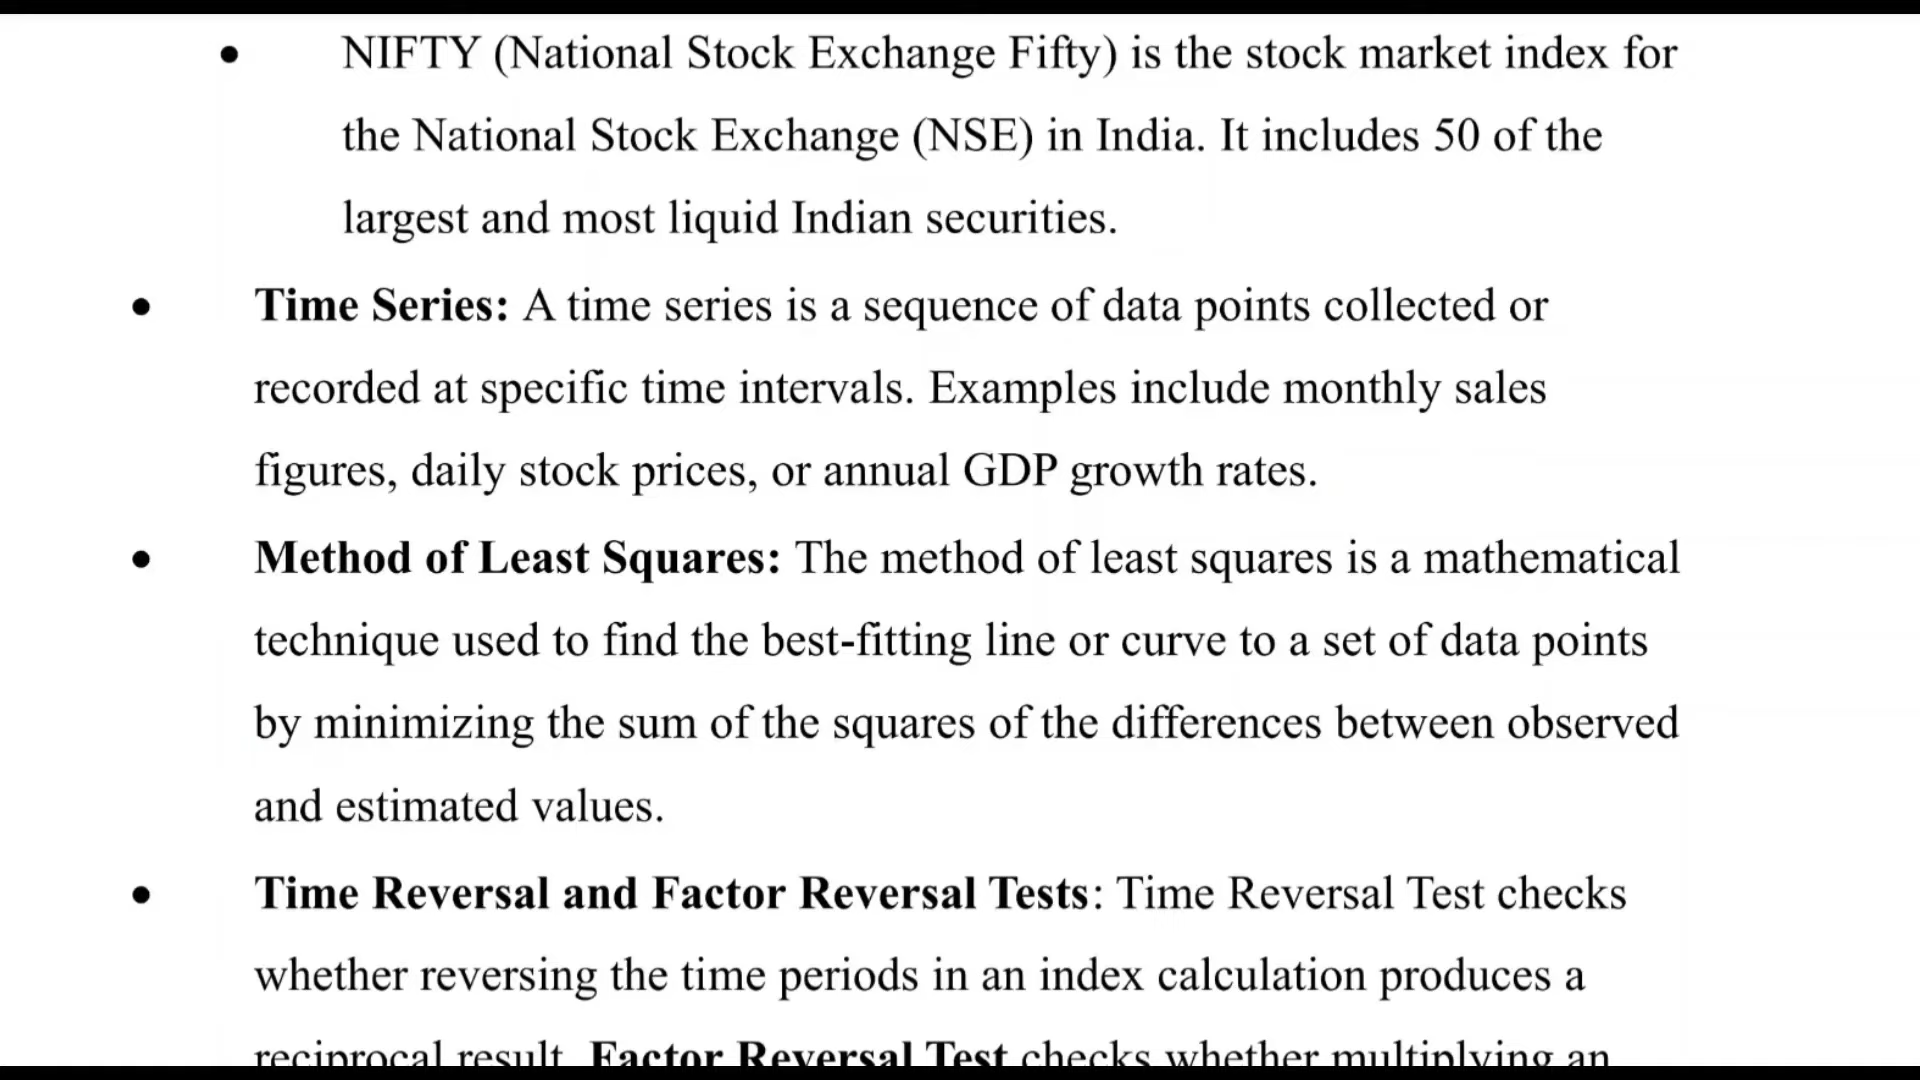 • NIFTY (National Stock Exchange Fifty) is the stock market index for
the National Stock Exchange (NSE) in India. It includes 50 of the
largest and most liquid Indian securities.
• Time Series: A time series is a sequence of data points collected or
recorded at specific time intervals. Examples include monthly sales
figures, daily stock prices, or annual GDP growth rates.
• Method of Least Squares: The method of least squares is a mathematical
technique used to find the best-fitting line or curve to a set of data points
by minimizing the sum of the squares of the differences between observed
and estimated values.
• Time Reversal and Factor Reversal Tests: Time Reversal Test checks
whether reversing the time periods in an index calculation produces a
reciprocal result. Factor Reversal Test checks whether multiplying an